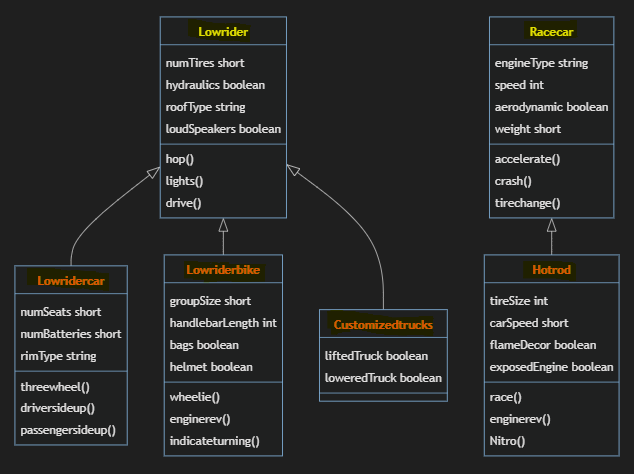 Lowrider
numTires short
hydraulics boolean
roofType string
loudSpeakers boolean
hop()
lights()
drive()
Racecar
engineType string
speed int
aerodynamic boolean
weight short
accelerate()
crash()
tirechange()
Lowridercar
numSeats short
numBatteries short
rimType string
threewheel()
driversideup()
passengersideup()
Lowriderbike
groupSize short
handlebarLength int
bags boolean
helmet boolean
wheelie()
enginerev()
indicateturning()
Customizedtrucks
liftedTruck boolean
loweredTruck boolean
Hotrod
tireSize int
carSpeed short
flameDecor boolean
exposedEngine boolean
race()
enginerev()
Nitro()